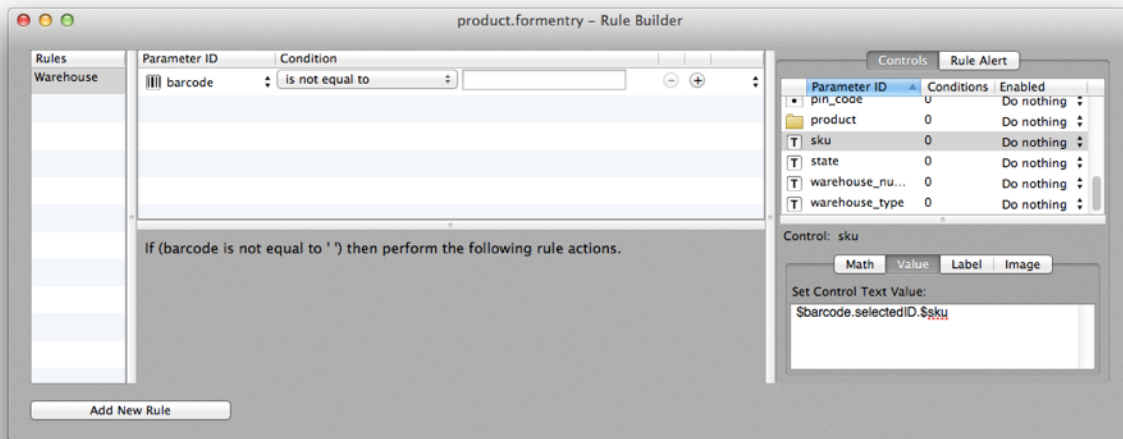 product.formentry – Rule Builder
Rules
Warehouse
Parameter ID Condition
barcode is not equal to
If (barcode is not equal to ' ') then perform the following rule actions.
Add New Rule
Controls Rule Alert
Parameter ID Conditions Enabled
pin_code 0 Do nothing
product 0 Do nothing
T sku 0 Do nothing
T state 0 Do nothing
T warehouse_nu... 0 Do nothing
T warehouse_type 0 Do nothing
Control: sku
Math Value Label Image
Set Control Text Value:
$barcode.selectedID.$sku